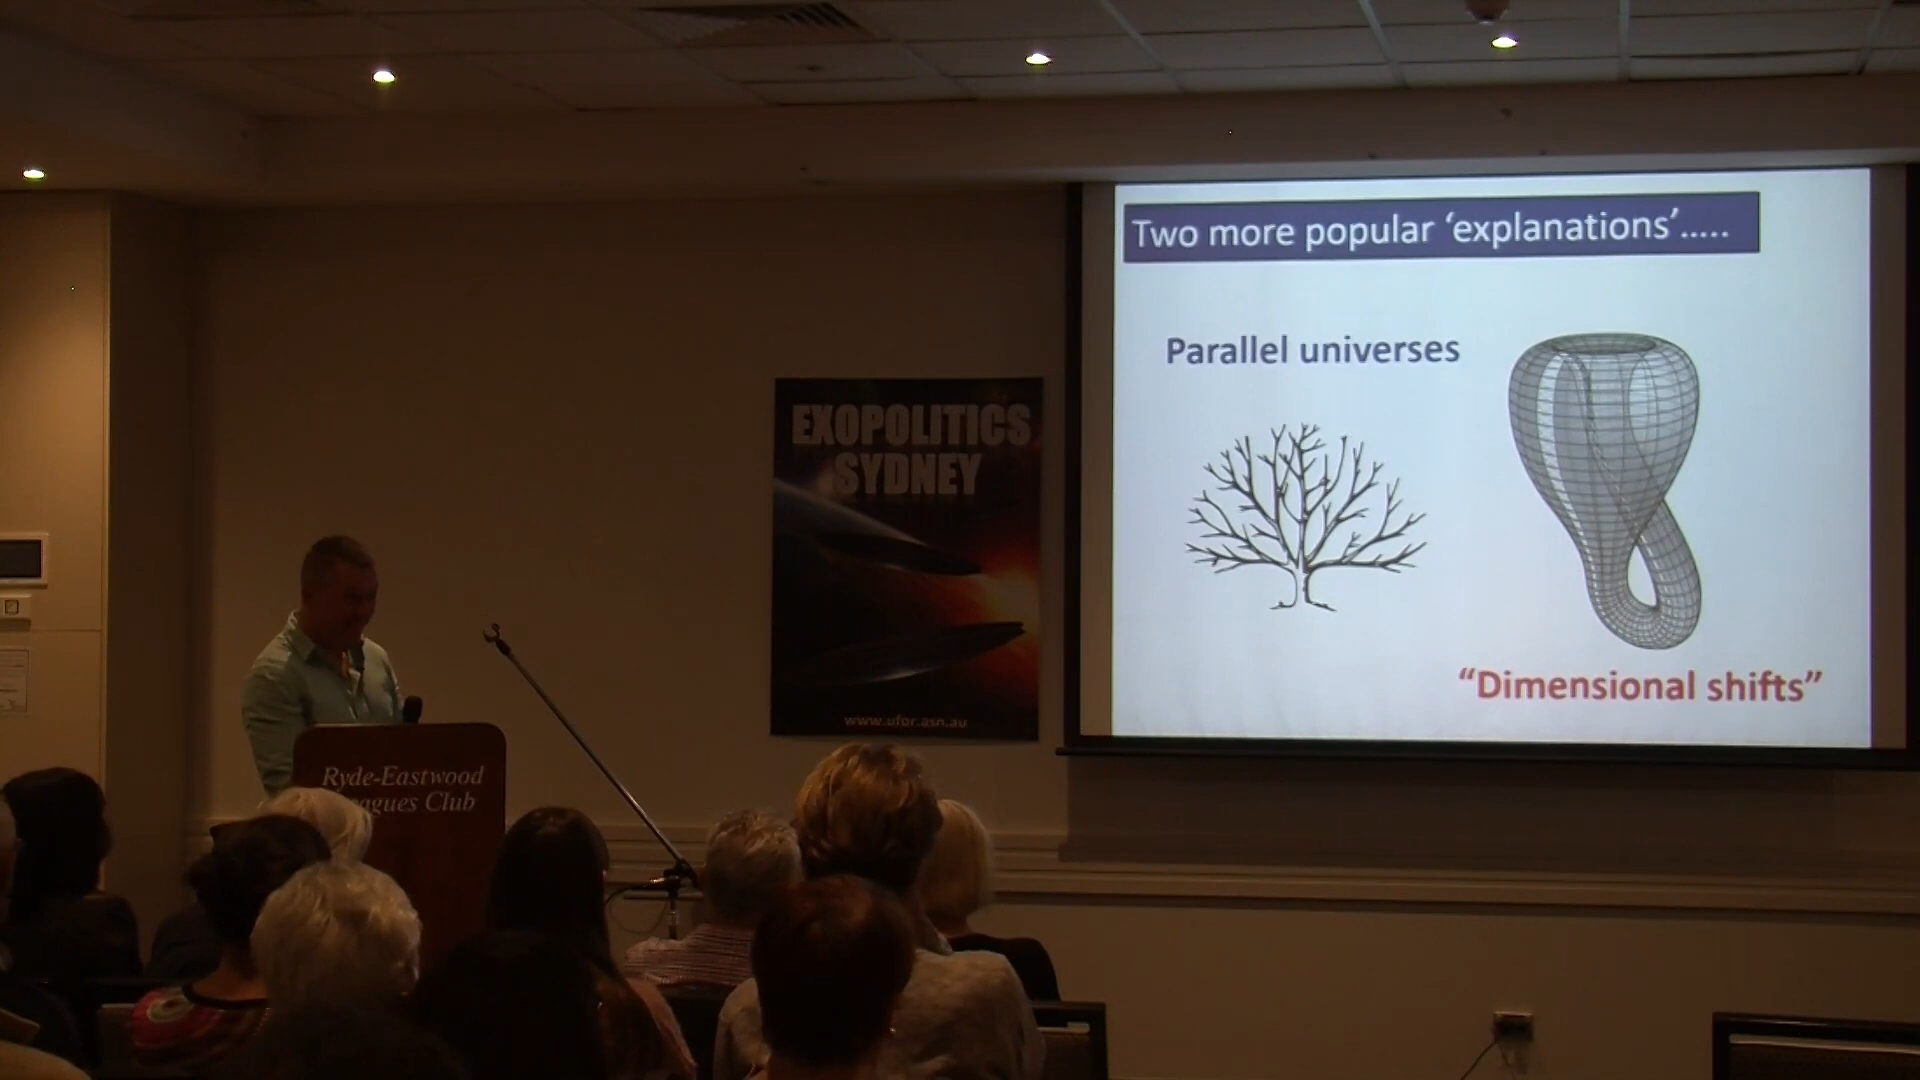 Two more popular ‘explanations’.....
Parallel universes
“Dimensional shifts”
EXOPOLITICS
SYDNEY
www.ufor.asn.au
Ryde-Eastwood
Club